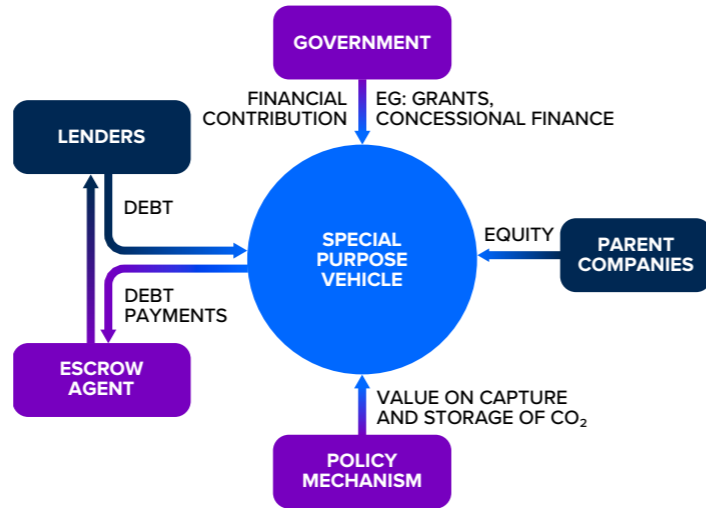 GOVERNMENT
FINANCIAL
CONTRIBUTION
EG: GRANTS,
CONCESSIONAL FINANCE
LENDERS
DEBT
SPECIAL
PURPOSE
VEHICLE
EQUITY
PARENT
COMPANIES
DEBT
PAYMENTS
ESCROW
AGENT
VALUE ON CAPTURE
AND STORAGE OF CO₂
POLICY
MECHANISM